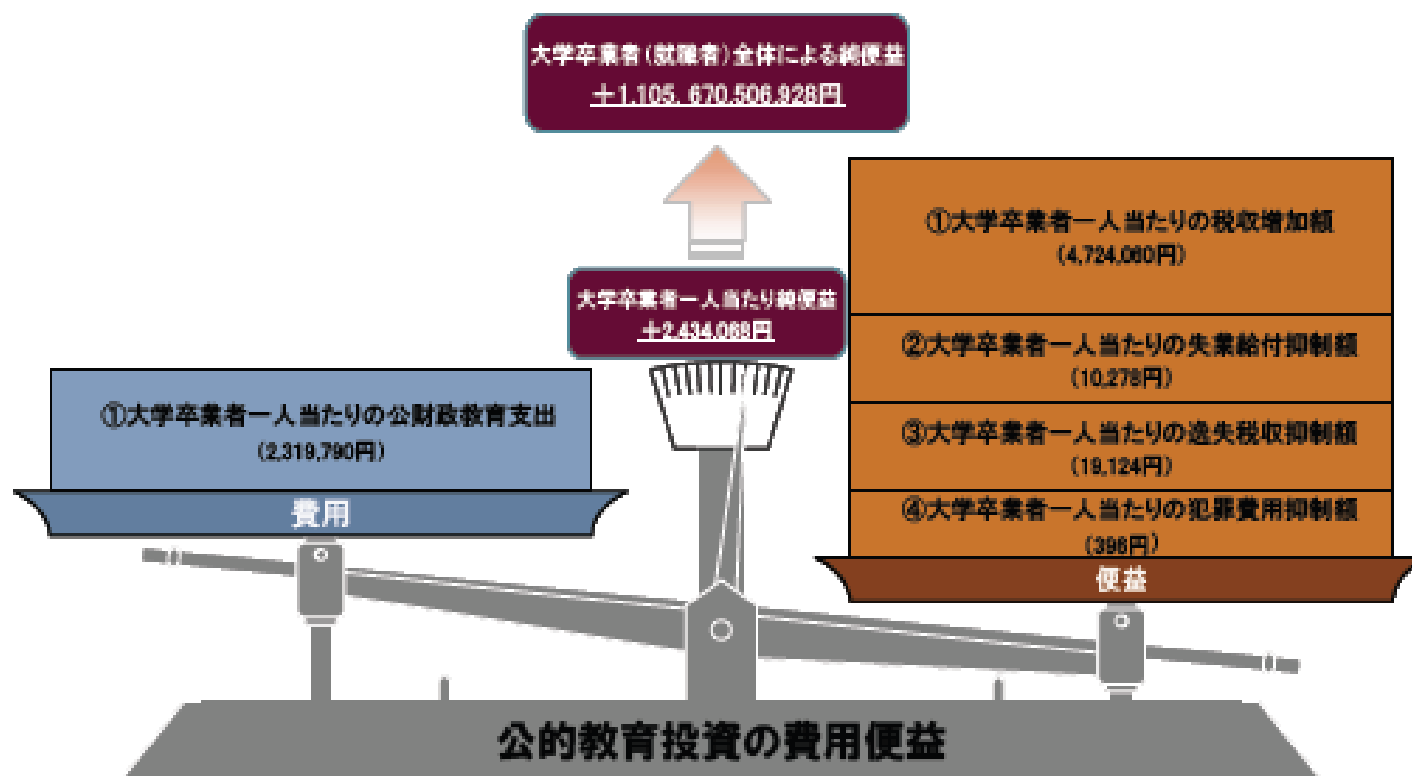 大学卒業者(就職者)全体による純便益
+1,105,670,506,928円
大学卒業者一人当たり純便益
+2,434,068円
①大学卒業者一人当たりの公財政教育支出
(2,319,790円)
費用
①大学卒業者一人当たりの税収増加額
(4,724,060円)
②大学卒業者一人当たりの失業給付抑制額
(10,278円)
③大学卒業者一人当たりの逸失税収抑制額
(19,124円)
④大学卒業者一人当たりの犯罪費用抑制額
(396円)
便益
公的教育投資の費用便益